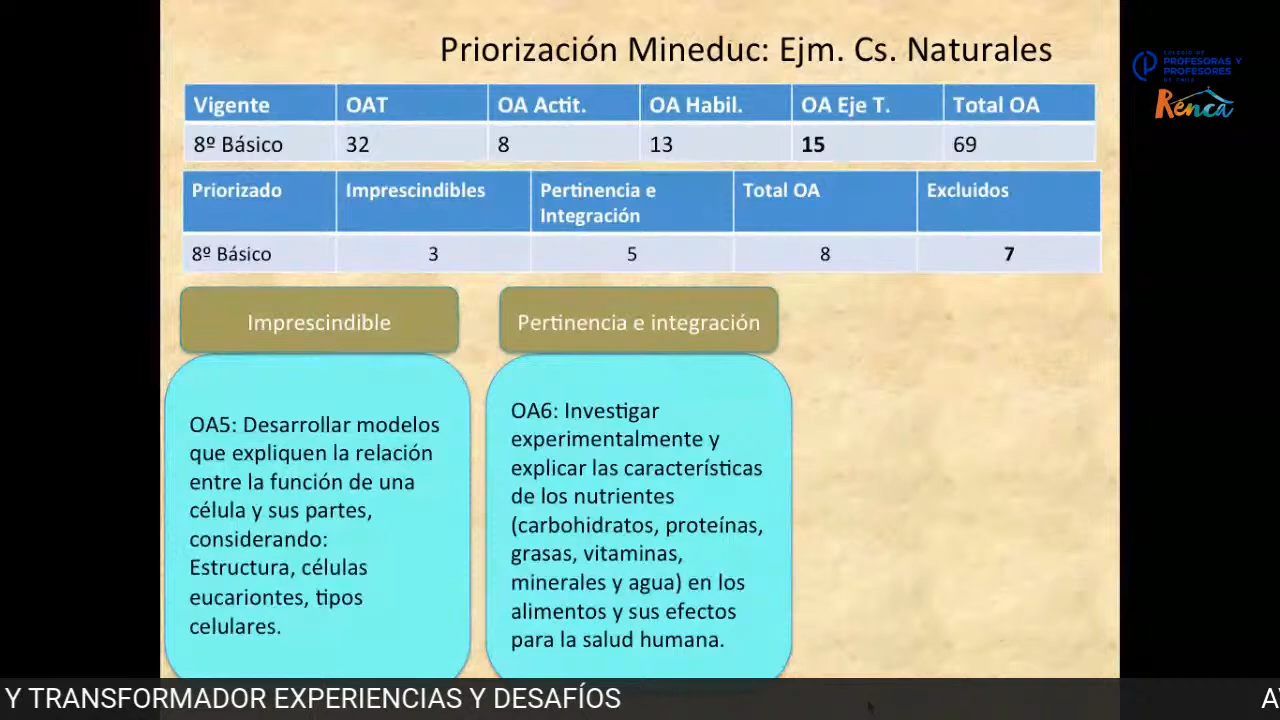 Priorización Mineduc: Ejm. Cs. Naturales
COLEGIO DE
PROFESORAS Y
PROFESORES
DE CHILE
Renca
Vigente OAT OA Actit. OA Habil. OA Eje T. Total OA
8º Básico 32 8 13 15 69
Priorizado Imprescindibles Pertinencia e Integración Total OA Excluidos
8º Básico 3 5 8 7
Imprescindible
OA5: Desarrollar modelos
que expliquen la relación
entre la función de una
célula y sus partes,
considerando:
Estructura, células
eucariontes, tipos
celulares.
Pertinencia e integración
OA6: Investigar
experimentalmente y
explicar las características
de los nutrientes
(carbohidratos, proteínas,
grasas, vitaminas,
minerales y agua) en los
alimentos y sus efectos
para la salud humana.
Y TRANSFORMADOR EXPERIENCIAS Y DESAFÍOS